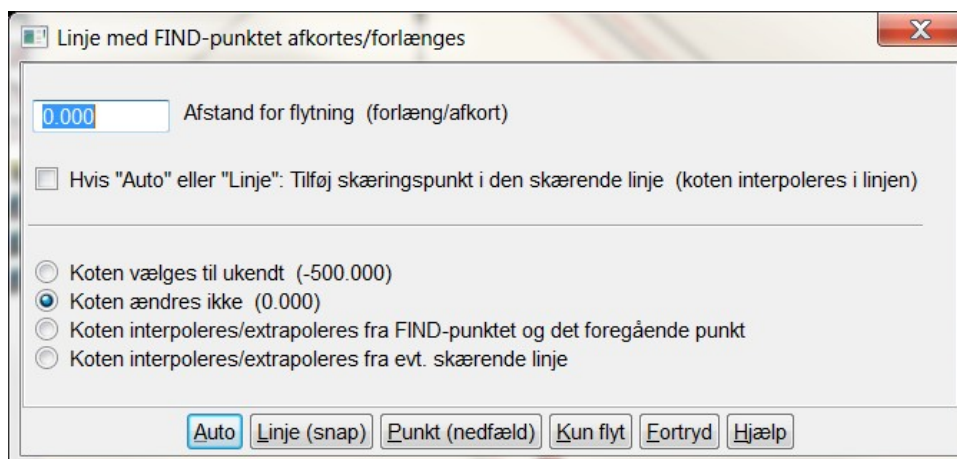 Linje med FIND-punktet afkortes/forlænges
X
0.000 Afstand for flytning (forlæng/afkort)
Hvis "Auto" eller "Linje": Tilføj skæringspunkt i den skærende linje (koten interpoleres i linjen)
Koten vælges til ukendt (-500.000)
Koten ændres ikke (0.000)
Koten interpoleres/extrapoleres fra FIND-punktet og det foregående punkt
Koten interpoleres/extrapoleres fra evt. skærende linje
Auto Linje (snap) Punkt (nedfæld) Kun flyt Fortryd Hjælp